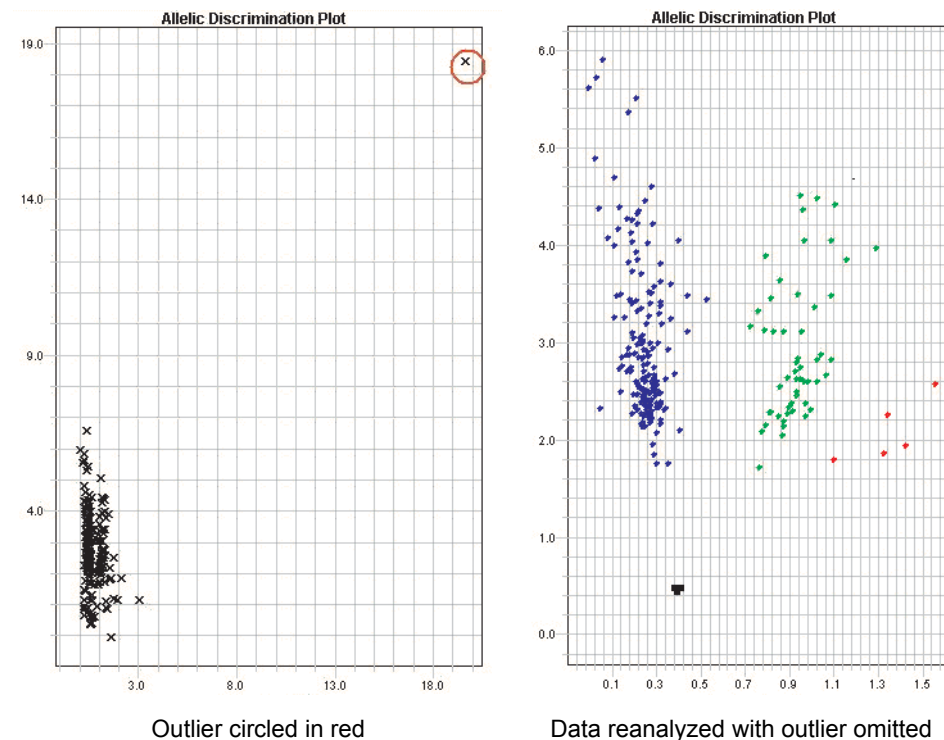 Allelic Discrimination Plot
19.0
14.0
9.0
4.0
3.0 8.0 13.0 18.0
Outlier circled in red
Allelic Discrimination Plot
6.0
5.0
4.0
3.0
2.0
1.0
0.0
0.1 0.3 0.5 0.7 0.9 1.1 1.3 1.5
Data reanalyzed with outlier omitted